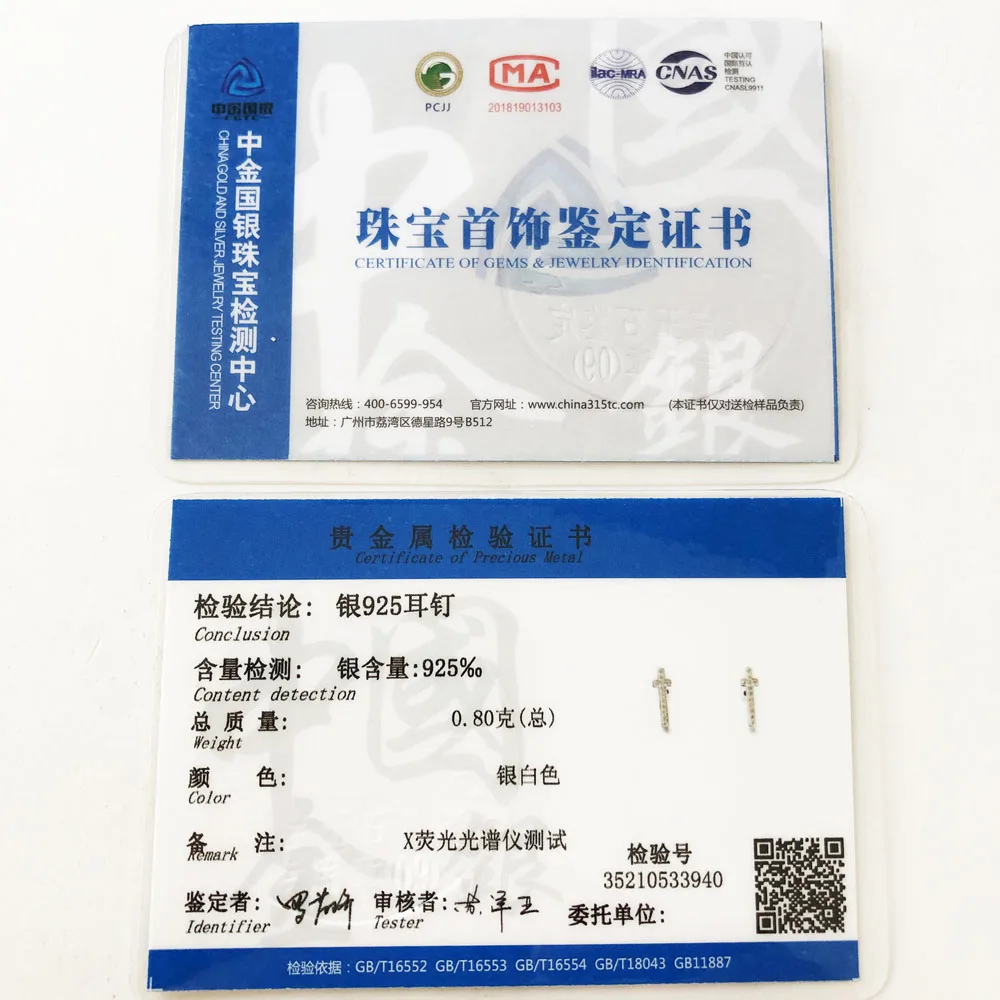 中金国银
CGTC
中金国银珠宝检测中心
CHINA GOLD AND SILVER JEWELRY TESTING CENTER
PCJJ
MA
201819013103
ilac-MRA
CNAS
中国认可
国际互认
检测
TESTING
CNASL9911
珠宝首饰鉴定证书
CERTIFICATE OF GEMS & JEWELRY IDENTIFICATION
咨询热线：400-6599-954 官方网址：www.china315tc.com (本证书仅对送检样品负责)
地址：广州市荔湾区德星路9号B512
贵金属检验证书
Certificate of Precious Metal
检验结论: 银925耳钉
Conclusion
含量检测: 银含量:925‰
Content detection
总质量: 0.80克(总)
Weight
颜色: 银白色
Color
备注: X荧光光谱仪测试
Remark
检验号
35210533940
鉴定者: 审核者:
Identifier Tester
委托单位:
检验依据：GB/T16552 GB/T16553 GB/T16554 GB/T18043 GB11887